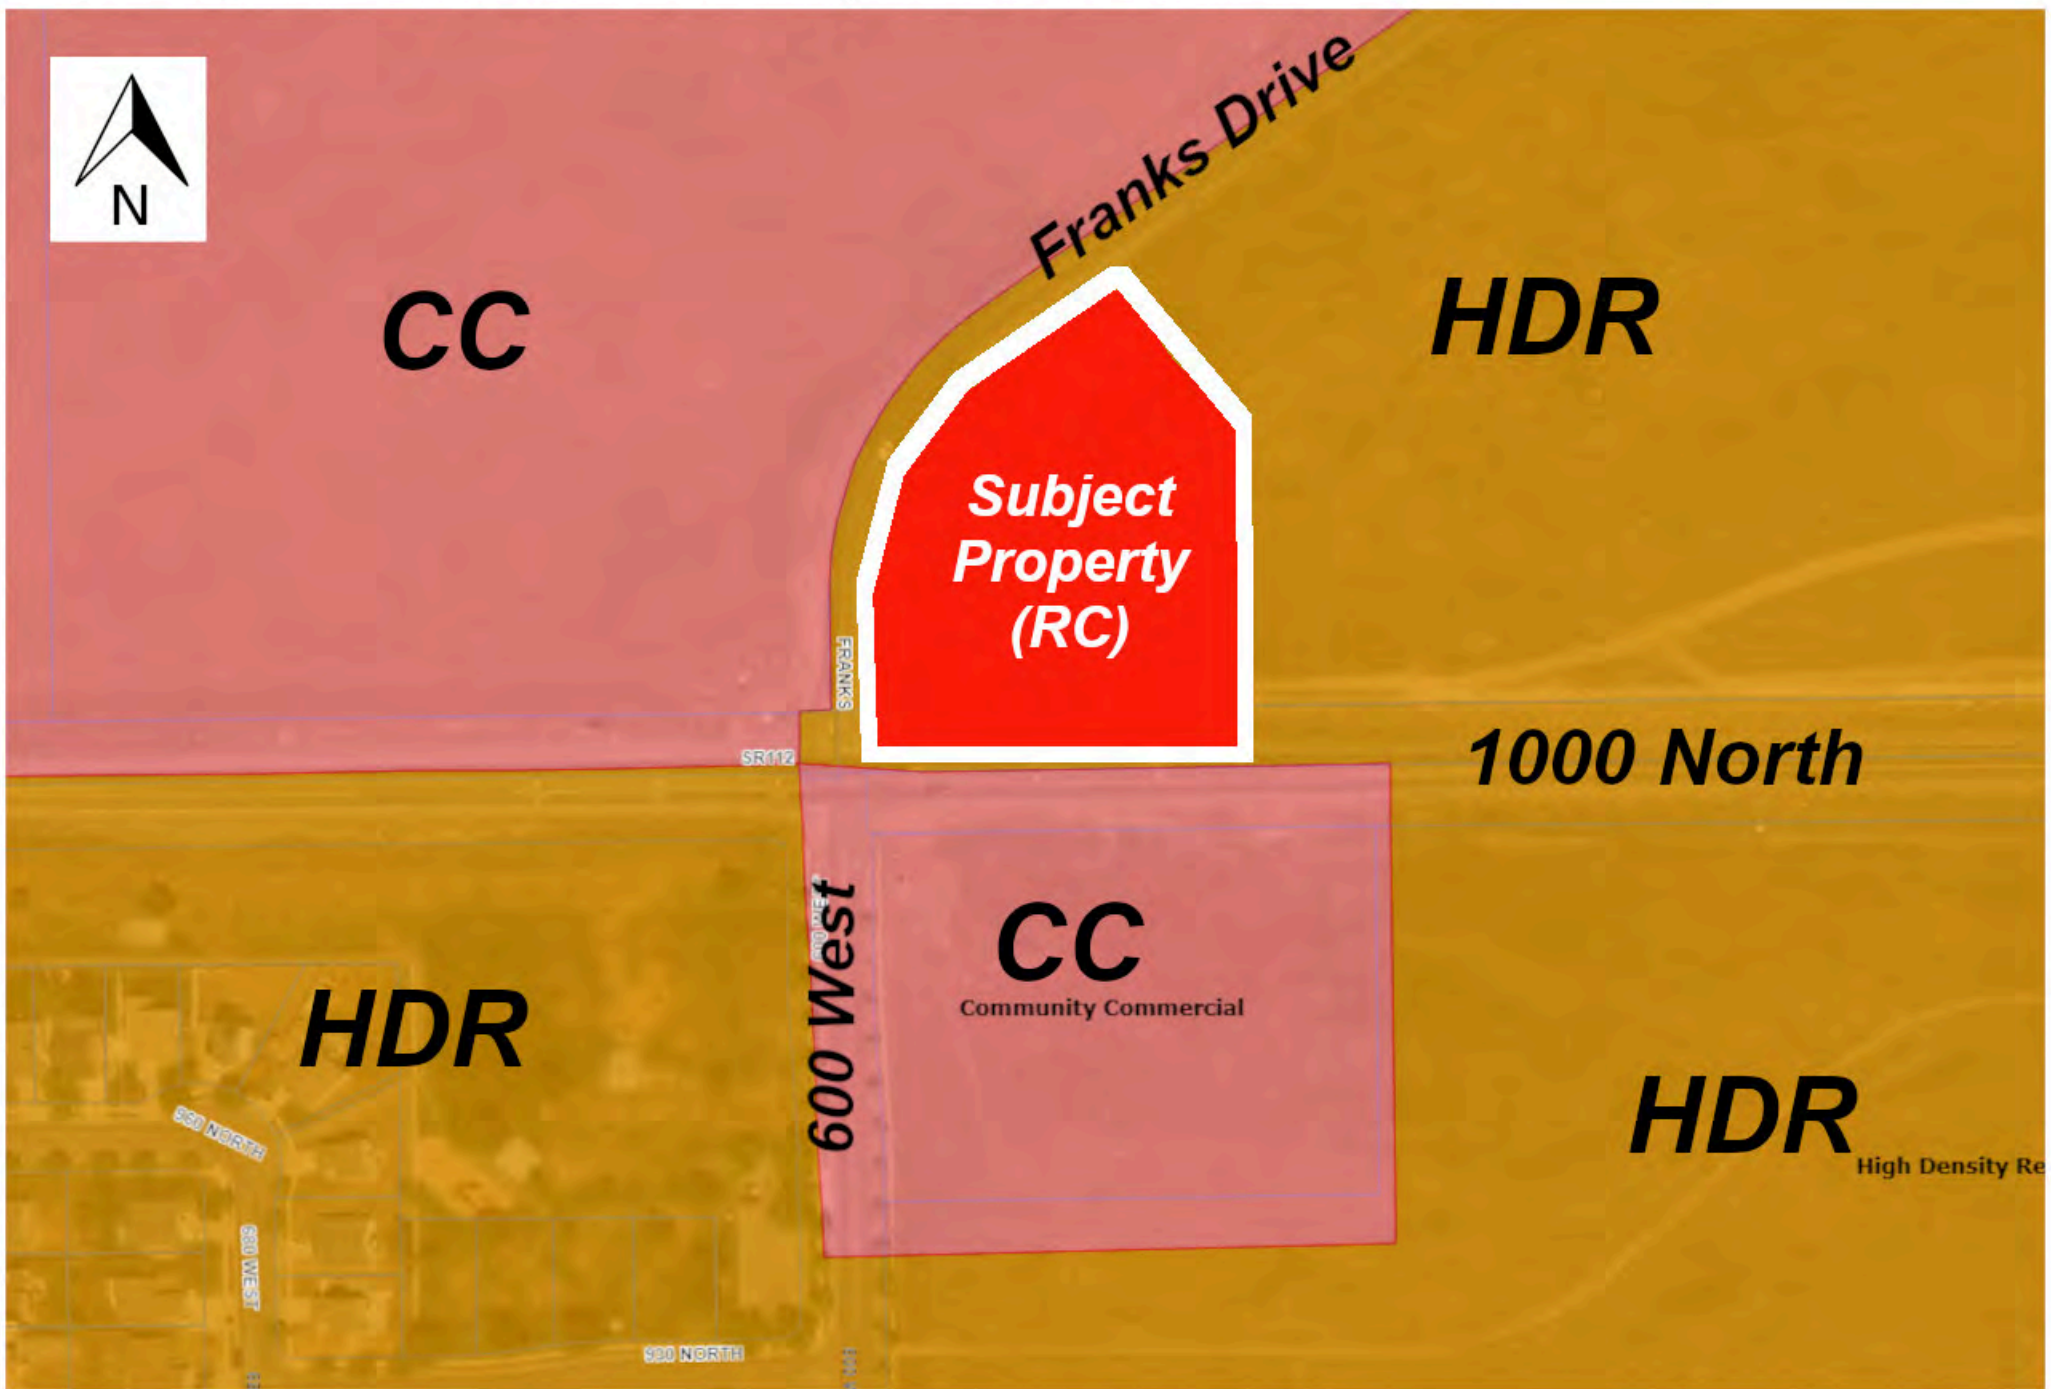 Franks Drive
N
CC
HDR
Subject
Property
(RC)
FRANKS
SR112
1000 North
600 West
CC
Community Commercial
HDR
HDR
High Density Re
960 NORTH
680 WEST
930 NORTH